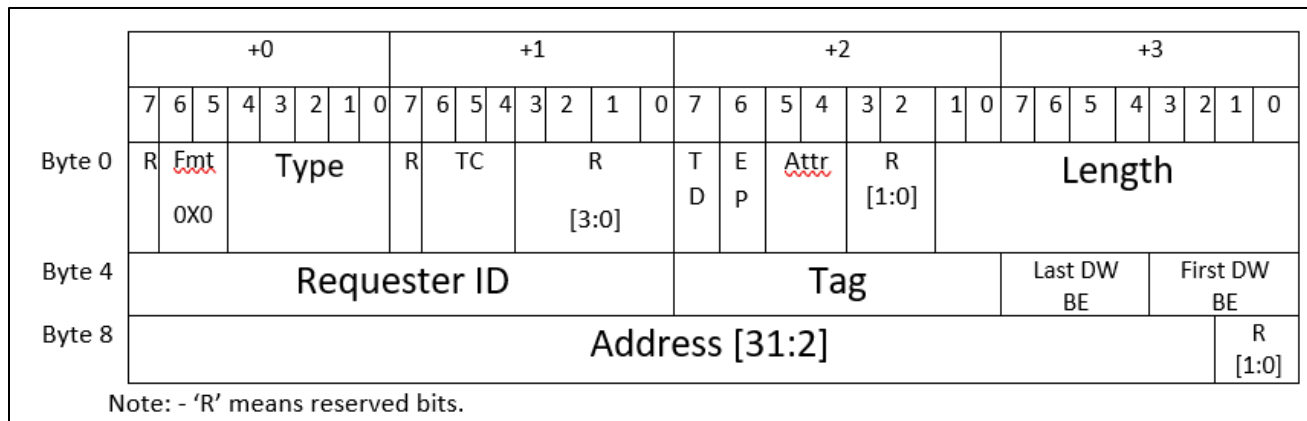 +0 +1 +2 +3
7 6 5 4 3 2 1 0 7 6 5 4 3 2 1 0 7 6 5 4 3 2 1 0 7 6 5 4 3 2 1 0
Byte 0 R Fmt Type R TC R T E Attr R Length
0X0 [3:0] D P [1:0]
Byte 4 Requester ID Tag Last DW First DW
BE BE
Byte 8 Address [31:2] R
[1:0]
Note: - ‘R’ means reserved bits.